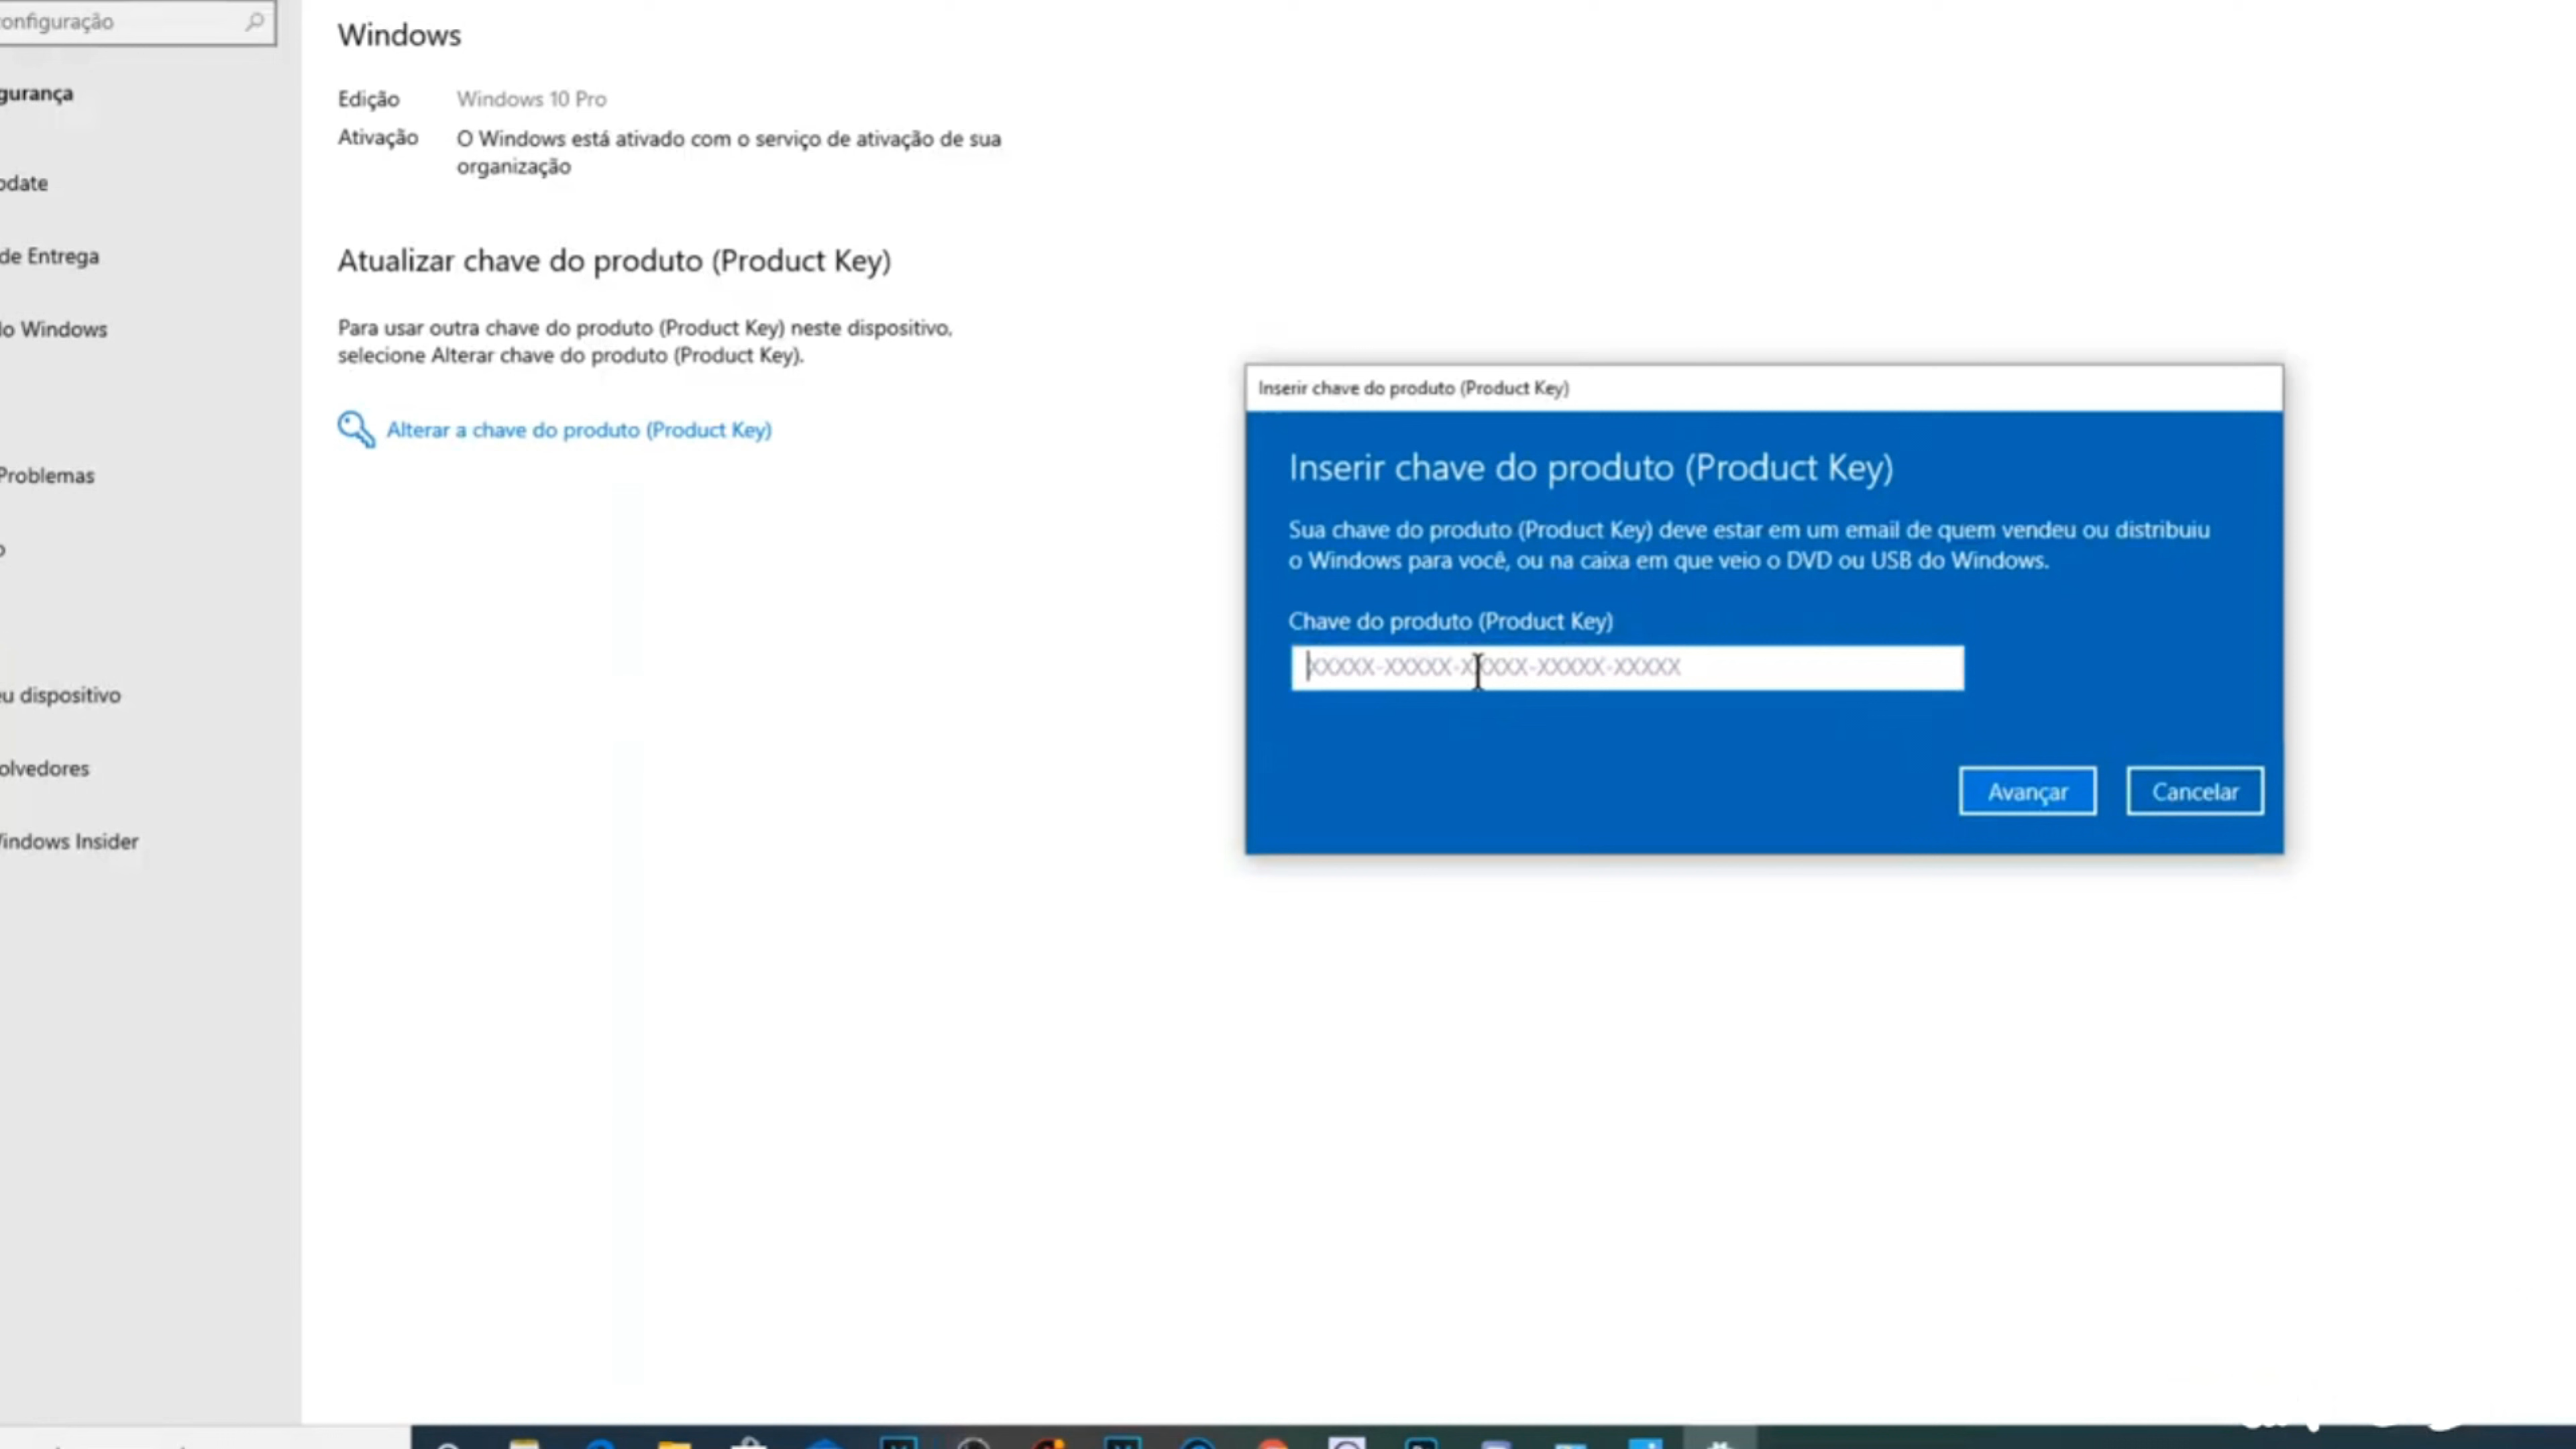 onfiguração
gurança
pdate
de Entrega
lo Windows
Problemas
o
eu dispositivo
olvedores
Vindows Insider
Windows
Edição Windows 10 Pro
Ativação O Windows está ativado com o serviço de ativação de sua
organização
Atualizar chave do produto (Product Key)
Para usar outra chave do produto (Product Key) neste dispositivo,
selecione Alterar chave do produto (Product Key).
Alterar a chave do produto (Product Key)
Inserir chave do produto (Product Key)
Inserir chave do produto (Product Key)
Sua chave do produto (Product Key) deve estar em um email de quem vendeu ou distribuiu
o Windows para você, ou na caixa em que veio o DVD ou USB do Windows.
Chave do produto (Product Key)
XXXXX-XXXXX-XXXXX-XXXXX-XXXXX
Avançar Cancelar